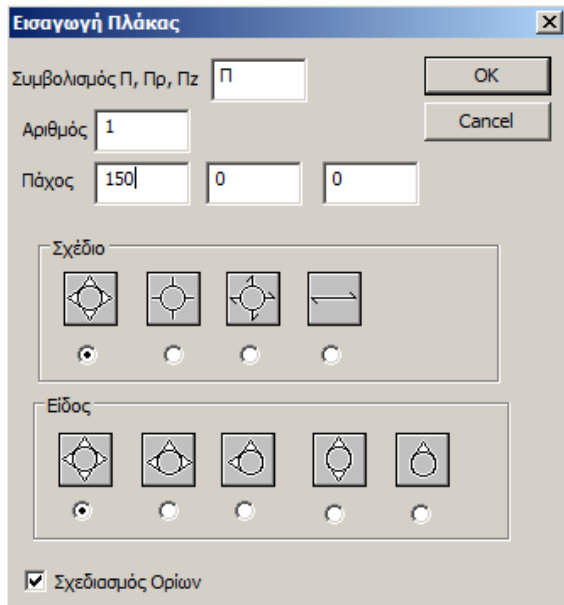 Εισαγωγή Πλάκας
Συμβολισμός Π, Πρ, Πz Π
OK
Αριθμός 1
Cancel
Πάχος 150 0 0
Σχέδιο
Είδος
Σχεδιασμός Ορίων